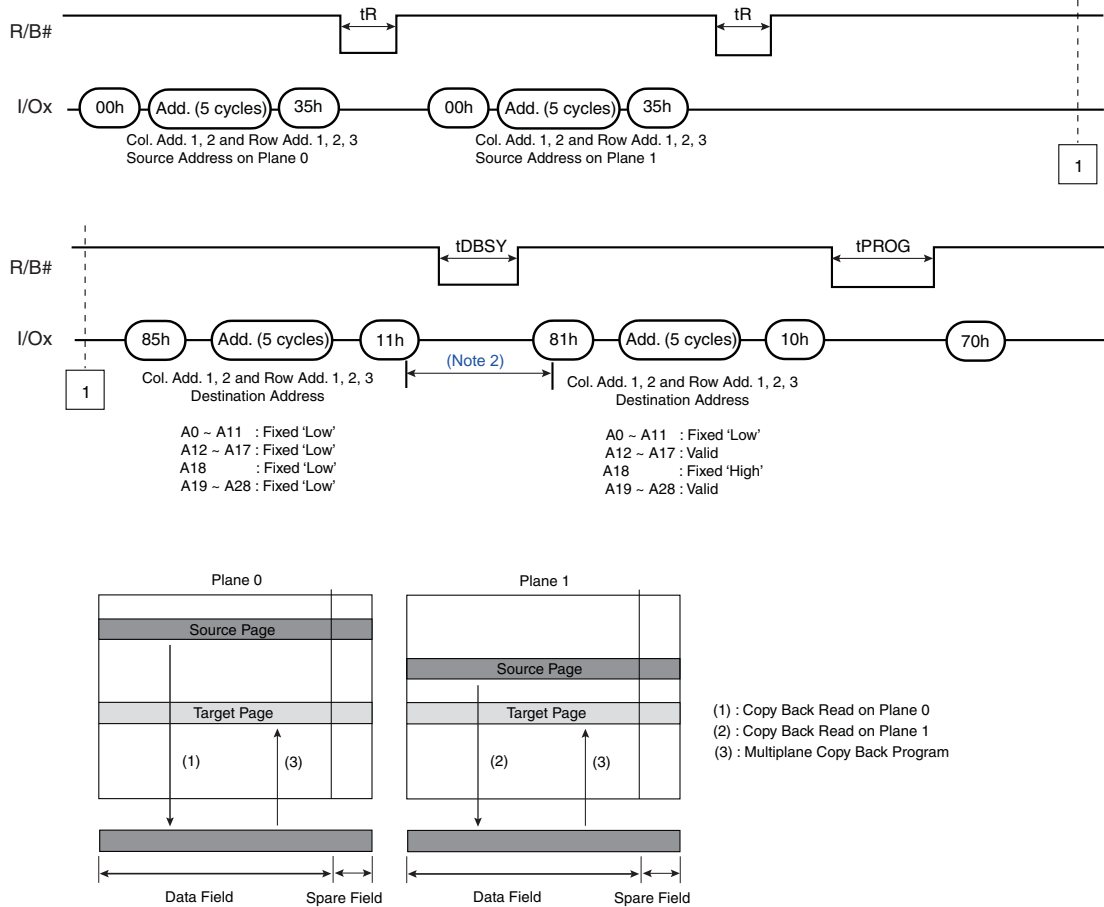 tR
tR
R/B#
I/Ox
00h
Add. (5 cycles)
35h
00h
Add. (5 cycles)
35h
Col. Add. 1, 2 and Row Add. 1, 2, 3
Source Address on Plane 0
Col. Add. 1, 2 and Row Add. 1, 2, 3
Source Address on Plane 1
1
tDBSY
tPROG
R/B#
I/Ox
85h
Add. (5 cycles)
11h
(Note 2)
81h
Add. (5 cycles)
10h
70h
1
Col. Add. 1, 2 and Row Add. 1, 2, 3
Destination Address
A0 ~ A11 : Fixed ‘Low’
A12 ~ A17 : Fixed ‘Low’
A18 : Fixed ‘Low’
A19 ~ A28 : Fixed ‘Low’
Col. Add. 1, 2 and Row Add. 1, 2, 3
Destination Address
A0 ~ A11 : Fixed ‘Low’
A12 ~ A17 : Valid
A18 : Fixed ‘High’
A19 ~ A28 : Valid
Plane 0
Source Page
Target Page
(1)
(3)
Data Field
Spare Field
Plane 1
Source Page
Target Page
(2)
(3)
Data Field
Spare Field
(1) : Copy Back Read on Plane 0
(2) : Copy Back Read on Plane 1
(3) : Multiplane Copy Back Program